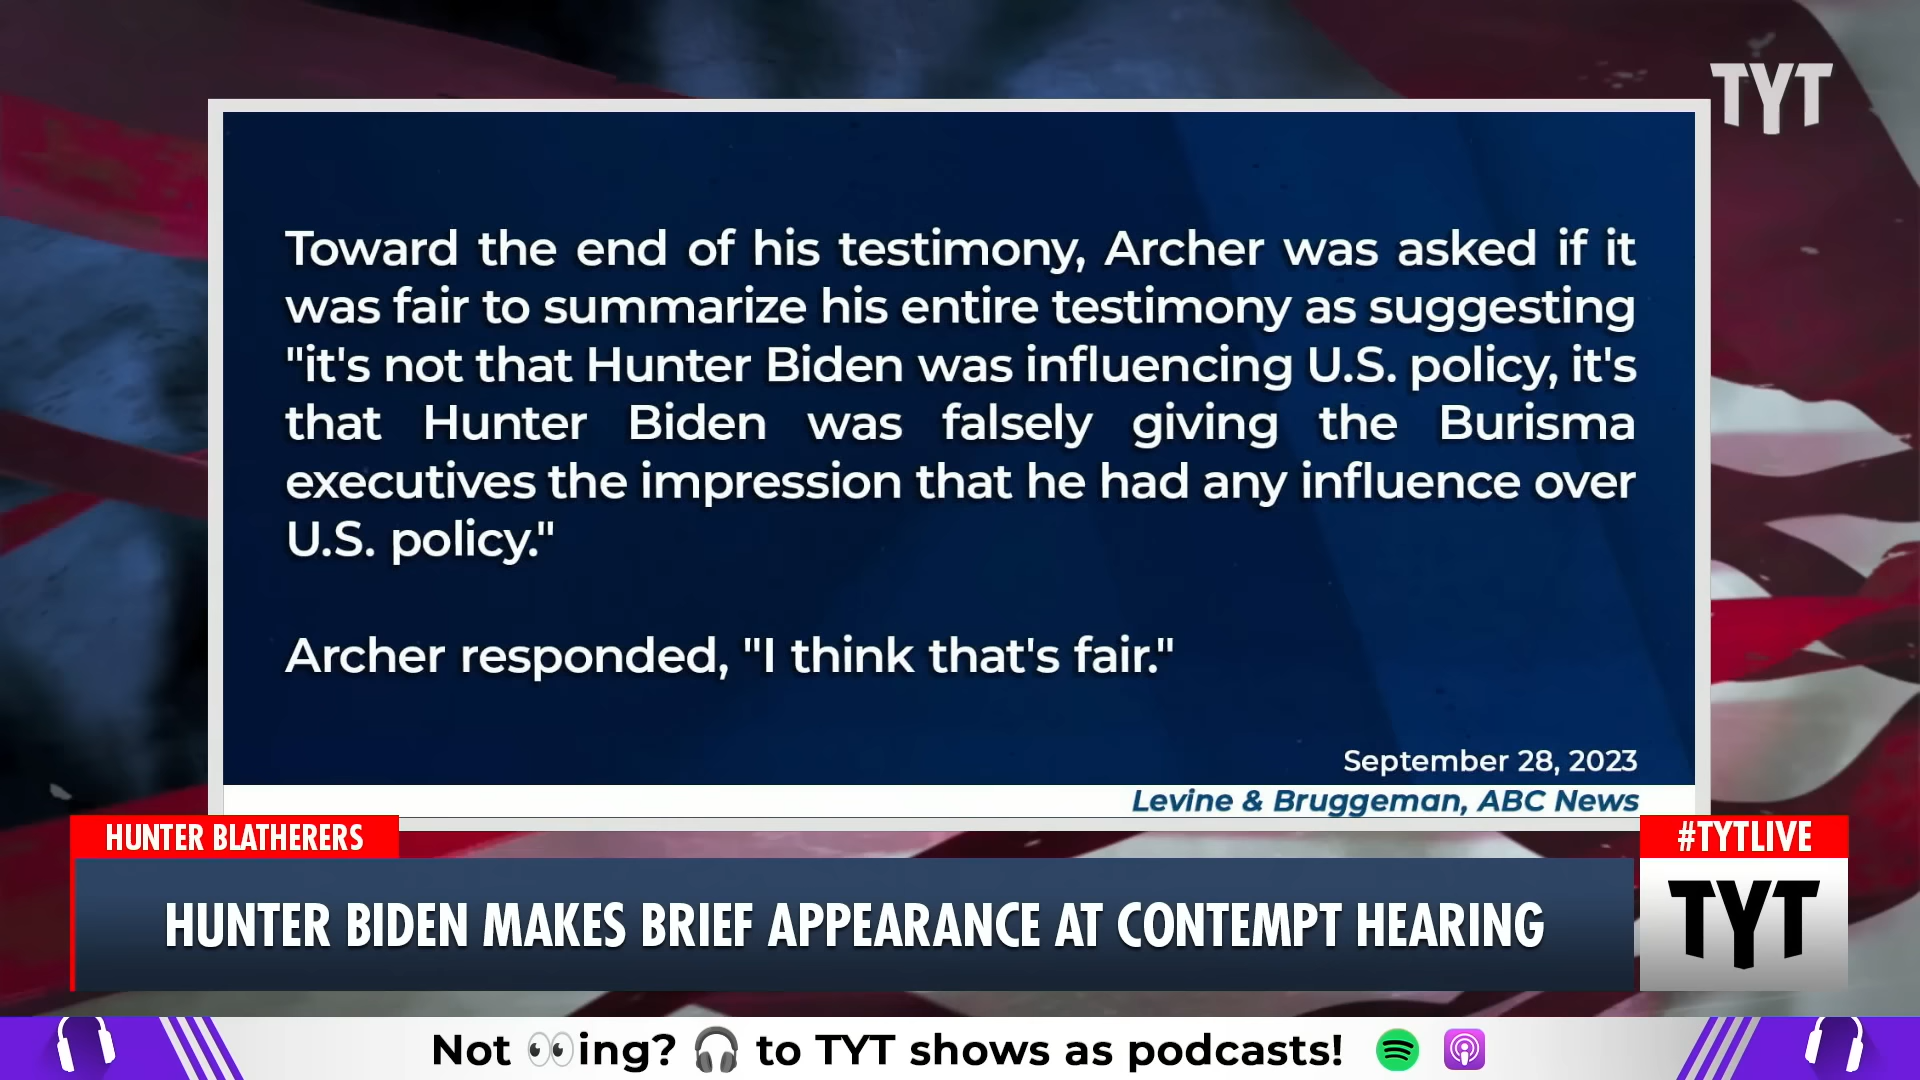 TYT
Toward the end of his testimony, Archer was asked if it
was fair to summarize his entire testimony as suggesting
"it's not that Hunter Biden was influencing U.S. policy, it's
that Hunter Biden was falsely giving the Burisma
executives the impression that he had any influence over
U.S. policy."
Archer responded, "I think that's fair."
September 28, 2023
Levine & Bruggeman, ABC News
HUNTER BLATHERERS
#TYTLIVE
HUNTER BIDEN MAKES BRIEF APPEARANCE AT CONTEMPT HEARING
TYT
Not 👀ing? 🎧 to TYT shows as podcasts!